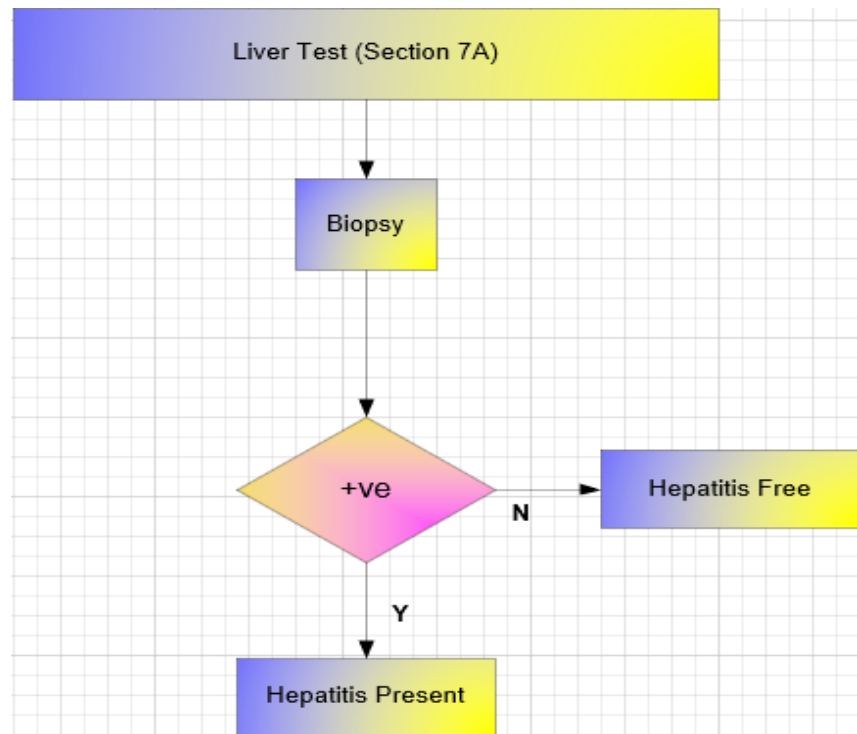 Liver Test (Section 7A)
Biopsy
+ve
N
Hepatitis Free
Y
Hepatitis Present